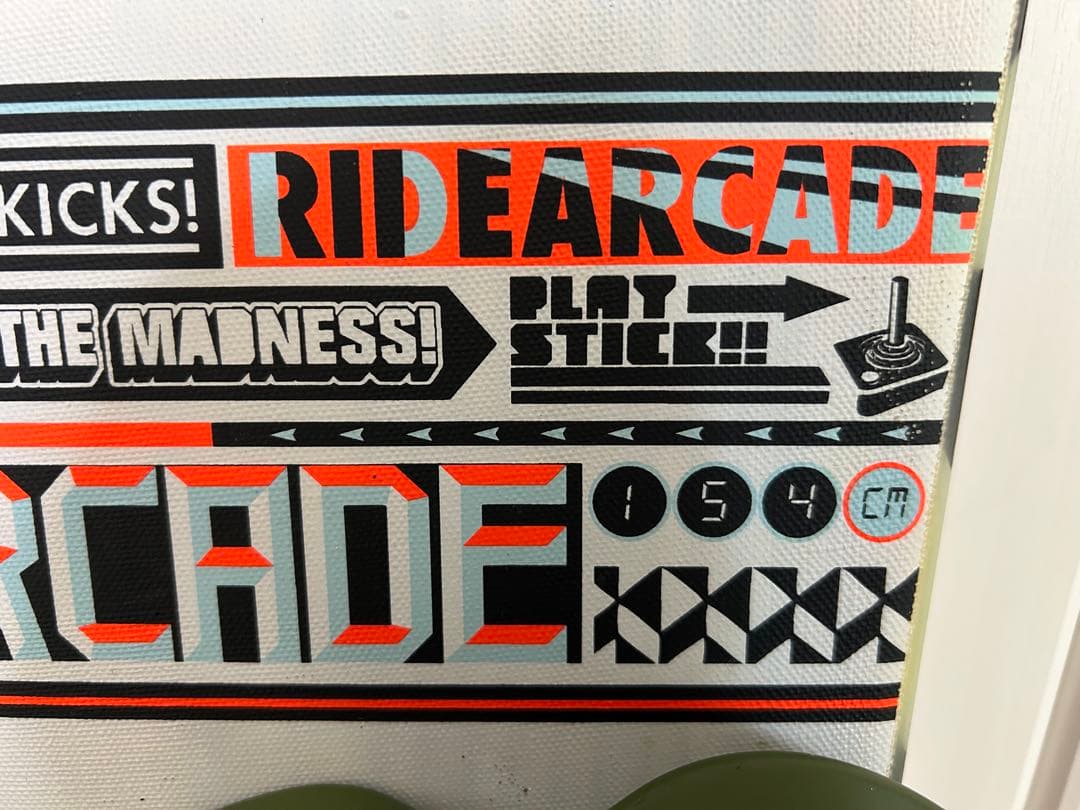 KICKS!
RIDEARCADE
THE MADNESS!
PLAY
STICK!!
RCADE
154 CM